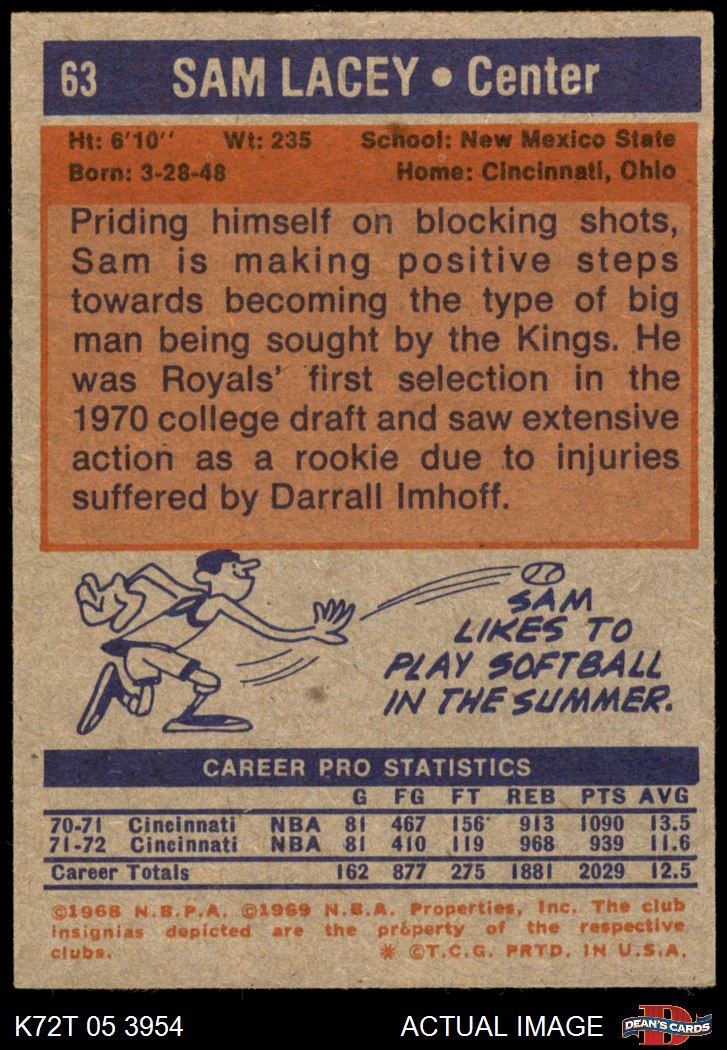 63 SAM LACEY • Center
Ht: 6'10'' Wt: 235 School: New Mexico State
Born: 3-28-48 Home: Cincinnati, Ohio
Priding himself on blocking shots,
Sam is making positive steps
towards becoming the type of big
man being sought by the Kings. He
was Royals' first selection in the
1970 college draft and saw extensive
action as a rookie due to injuries
suffered by Darrall Imhoff.
SAM
LIKES TO
PLAY SOFTBALL
IN THE SUMMER.
CAREER PRO STATISTICS
G FG FT REB PTS AVG
70-71 Cincinnati NBA 81 467 156 913 1090 13.5
71-72 Cincinnati NBA 81 410 119 968 939 11.6
Career Totals 162 877 275 1881 2029 12.5
©1968 N.B.P.A. ©1969 N.B.A. Properties, Inc. The club
insignias depicted are the property of the respective
clubs. * ©T.C.G. PRTD. IN U.S.A.
K72T 05 3954 ACTUAL IMAGE D DEAN'S CARDS